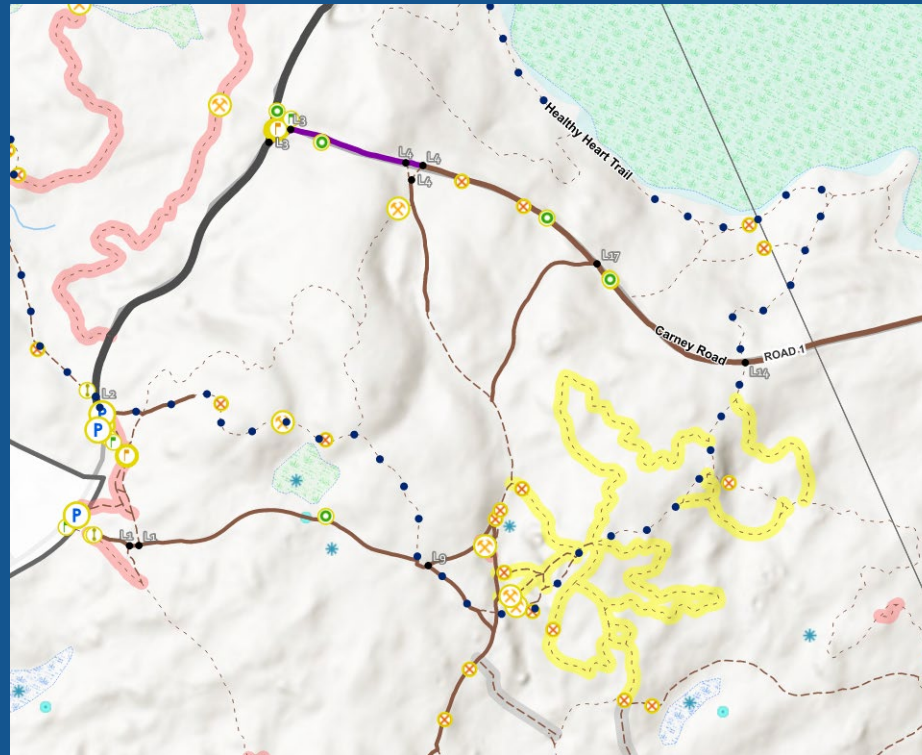 Healthy Heart Trail
L3
L3
L4
L4
L4
L17
Carney Road
ROAD 1
L14
L2
P
P
P
L1
L1
L9